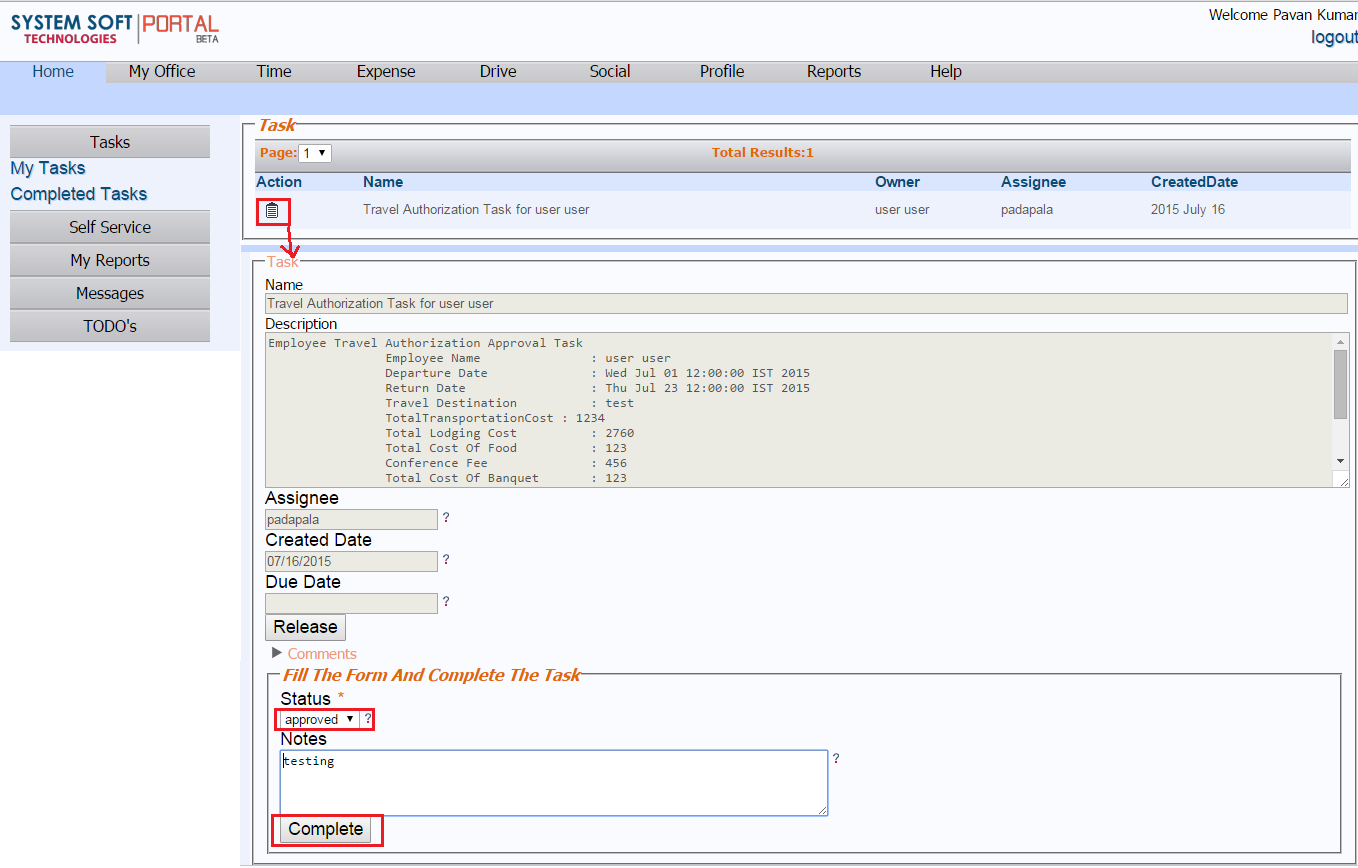 SYSTEM SOFT PORTAL
TECHNOLOGIES BETA
Welcome Pavan Kumar
logout
Home My Office Time Expense Drive Social Profile Reports Help
Tasks
My Tasks
Completed Tasks
Self Service
My Reports
Messages
TODO's
Task
Page: 1 Total Results:1
Action Name Owner Assignee CreatedDate
Travel Authorization Task for user user user user padapala 2015 July 16
Task
Name
Travel Authorization Task for user user
Description
Employee Travel Authorization Approval Task
Employee Name : user user
Departure Date : Wed Jul 01 12:00:00 IST 2015
Return Date : Thu Jul 23 12:00:00 IST 2015
Travel Destination : test
TotalTransportationCost : 1234
Total Lodging Cost : 2760
Total Cost Of Food : 123
Conference Fee : 456
Total Cost Of Banquet : 123
Assignee
padapala ?
Created Date
07/16/2015 ?
Due Date
?
Release
Comments
Fill The Form And Complete The Task
Status *
approved ?
Notes
testing ?
Complete